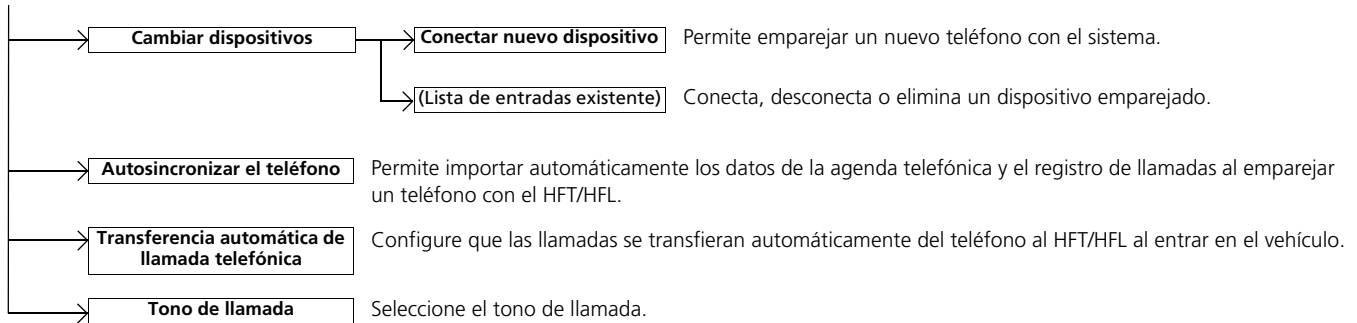 Cambiar dispositivos
Conectar nuevo dispositivo
Permite emparejar un nuevo teléfono con el sistema.
(Lista de entradas existente)
Conecta, desconecta o elimina un dispositivo emparejado.
Autosincronizar el teléfono
Permite importar automáticamente los datos de la agenda telefónica y el registro de llamadas al emparejar
un teléfono con el HFT/HFL.
Transferencia automática de
llamada telefónica
Configure que las llamadas se transfieran automáticamente del teléfono al HFT/HFL al entrar en el vehículo.
Tono de llamada
Seleccione el tono de llamada.